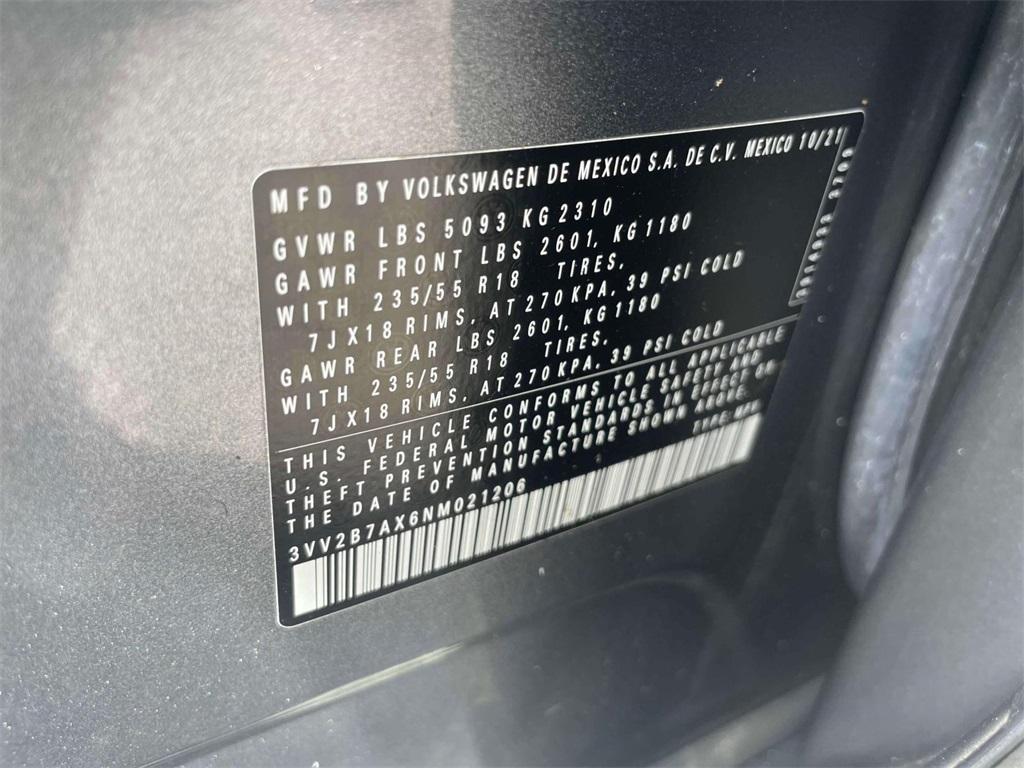 MFD BY VOLKSWAGEN DE MEXICO S.A. DE C.V. MEXICO 10/21
GVWR LBS 5093 KG 2310
GAWR FRONT LBS 2601, KG 1180
WITH 235/55 R18 TIRES,
7JX18 RIMS, AT 270 KPA, 39 PSI COLD
GAWR REAR LBS 2601, KG 1180
WITH 235/55 R18 TIRES,
7JX18 RIMS, AT 270 KPA, 39 PSI COLD
THIS VEHICLE CONFORMS TO ALL APPLICABLE
U.S. FEDERAL MOTOR VEHICLE SAFETY AND
THEFT PREVENTION STANDARDS IN EFFECT ON
THE DATE OF MANUFACTURE SHOWN ABOVE.
3VV2B7AX6NM021206 TYPE: